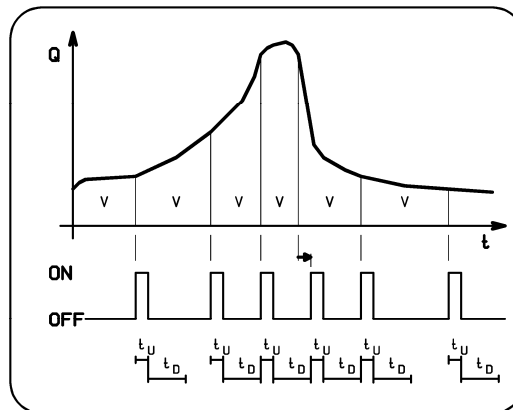 Q
V V V V V V
t
ON
OFF
tU tU tU tU tU tU
tD tD tD tD tD tD